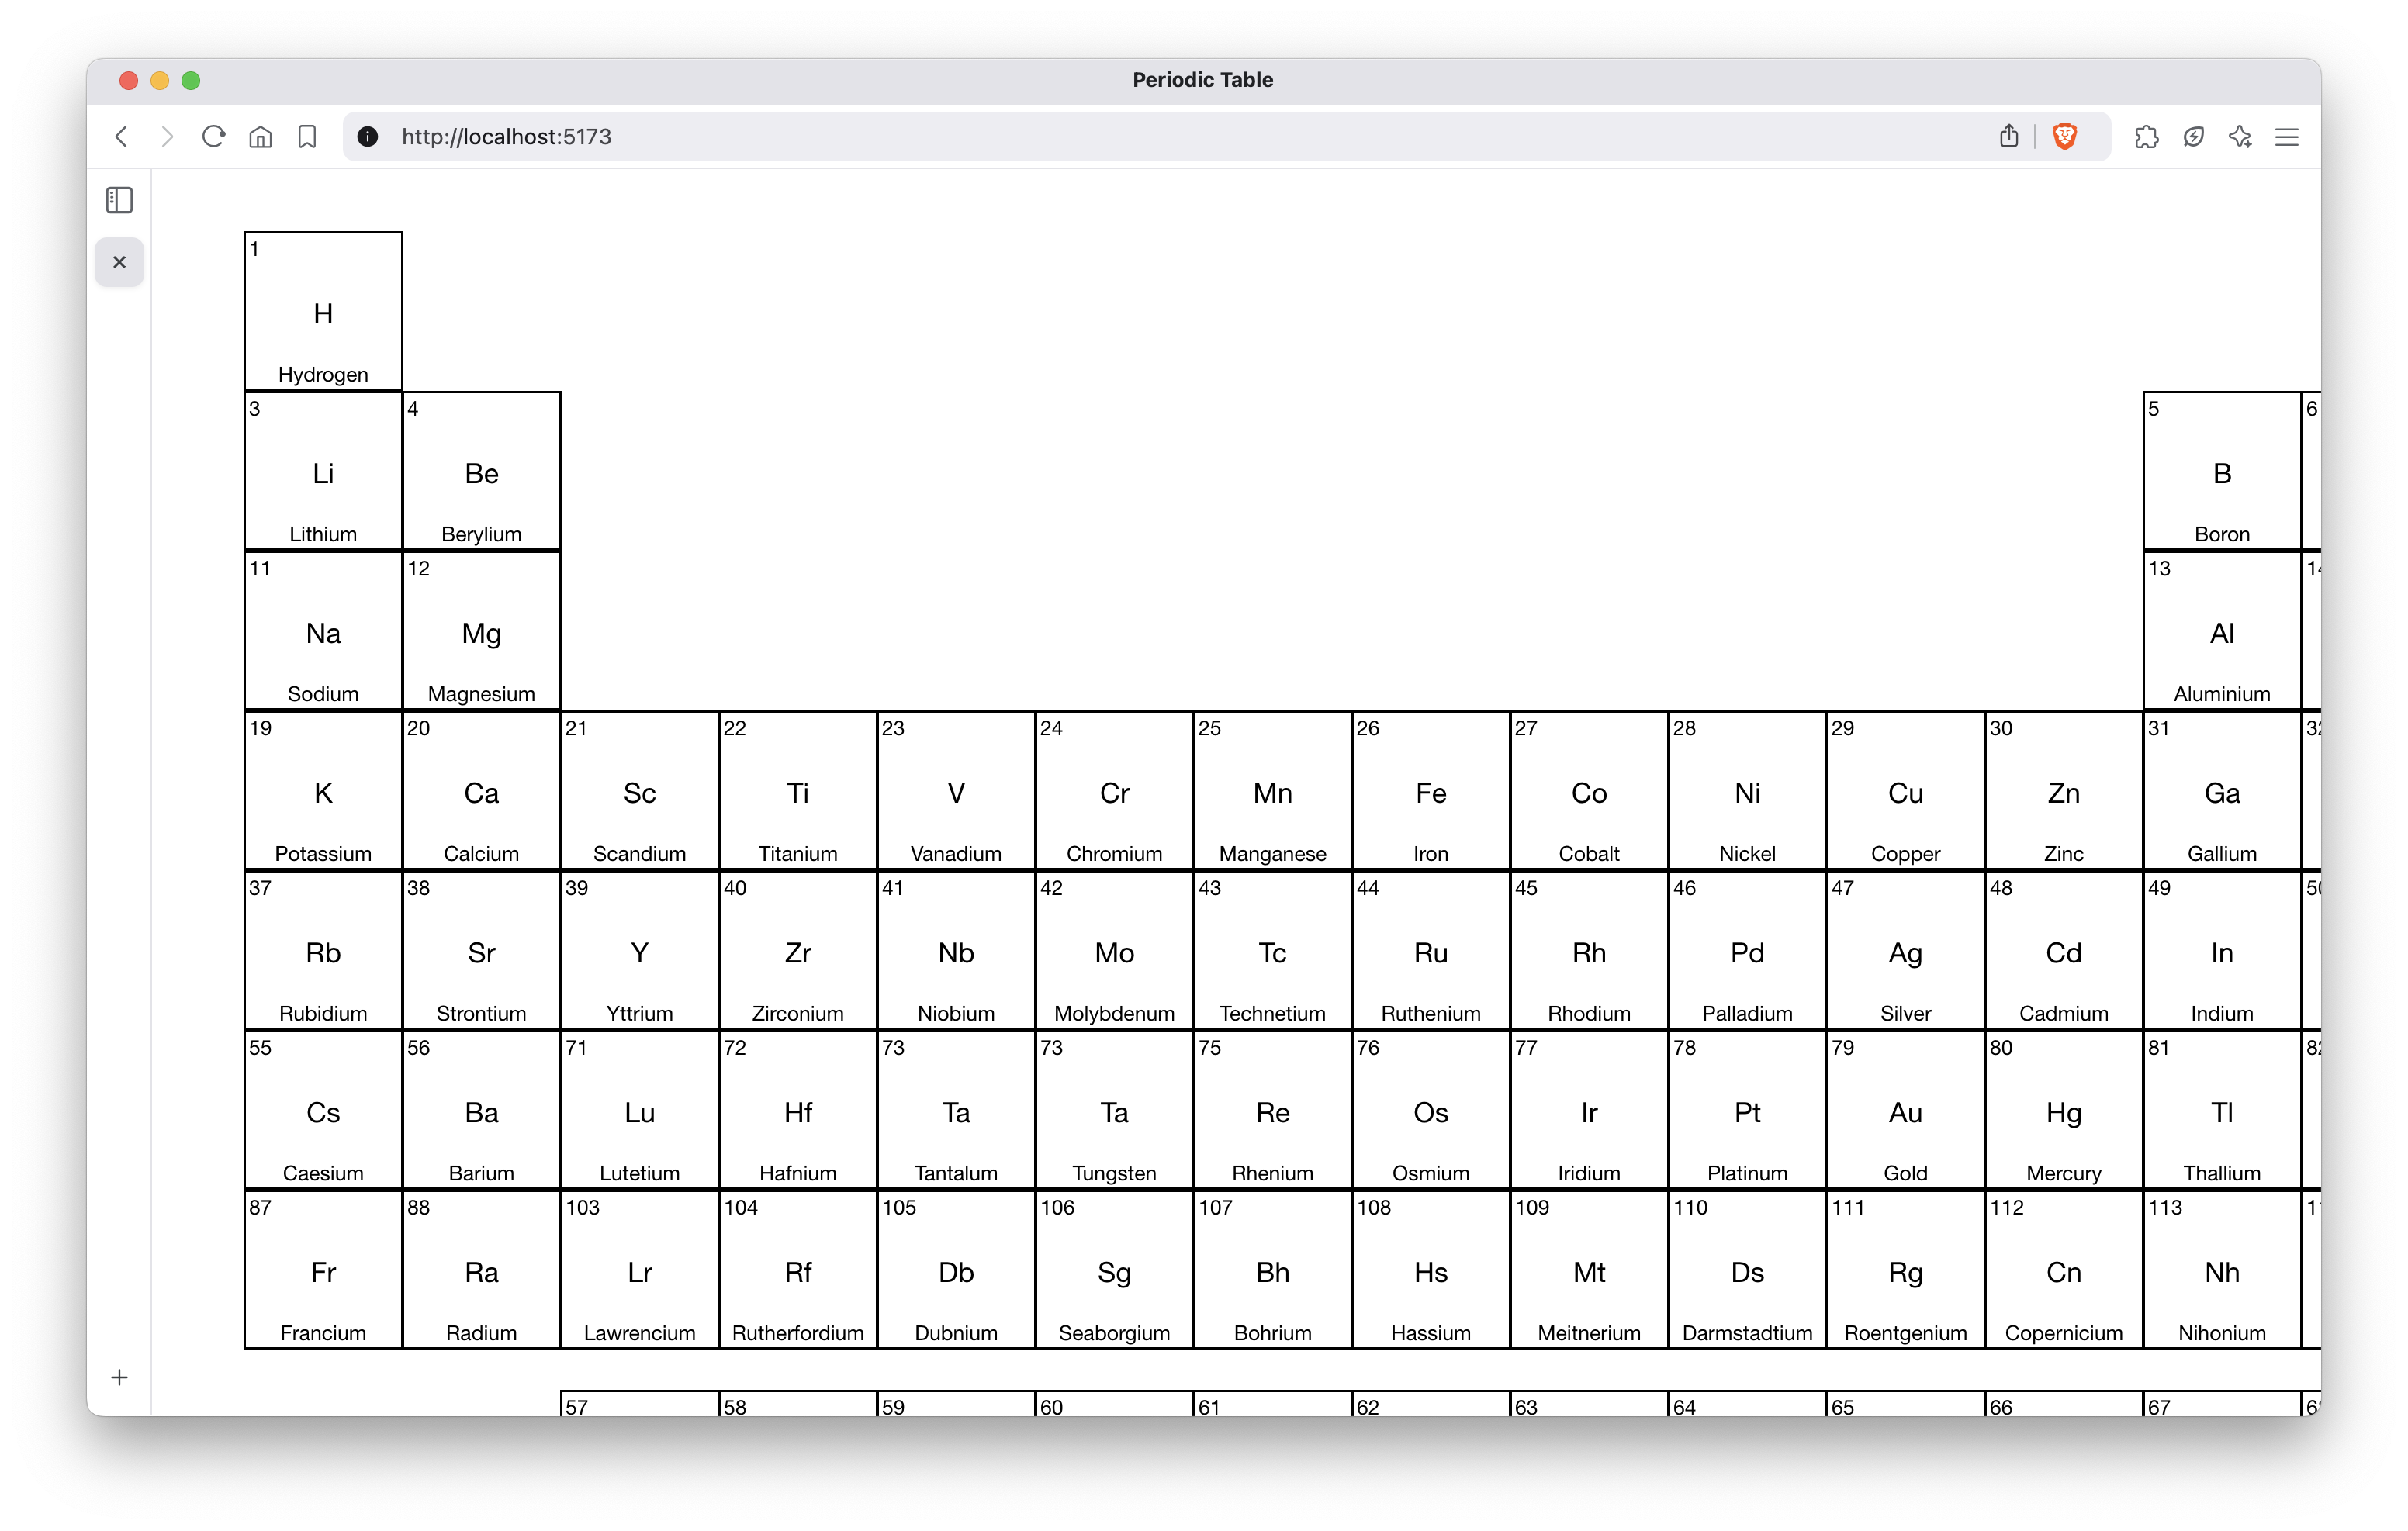 Periodic Table
http://localhost:5173
1
H
Hydrogen
3 4 5 6
Li Be B
Lithium Berylium Boron
11 12 13 14
Na Mg Al
Sodium Magnesium Aluminium
19 20 21 22 23 24 25 26 27 28 29 30 31 32
K Ca Sc Ti V Cr Mn Fe Co Ni Cu Zn Ga
Potassium Calcium Scandium Titanium Vanadium Chromium Manganese Iron Cobalt Nickel Copper Zinc Gallium
37 38 39 40 41 42 43 44 45 46 47 48 49 50
Rb Sr Y Zr Nb Mo Tc Ru Rh Pd Ag Cd In
Rubidium Strontium Yttrium Zirconium Niobium Molybdenum Technetium Ruthenium Rhodium Palladium Silver Cadmium Indium
55 56 71 72 73 73 75 76 77 78 79 80 81 82
Cs Ba Lu Hf Ta Ta Re Os Ir Pt Au Hg Tl
Caesium Barium Lutetium Hafnium Tantalum Tungsten Rhenium Osmium Iridium Platinum Gold Mercury Thallium
87 88 103 104 105 106 107 108 109 110 111 112 113
Fr Ra Lr Rf Db Sg Bh Hs Mt Ds Rg Cn Nh
Francium Radium Lawrencium Rutherfordium Dubnium Seaborgium Bohrium Hassium Meitnerium Darmstadtium Roentgenium Copernicium Nihonium
57 58 59 60 61 62 63 64 65 66 67